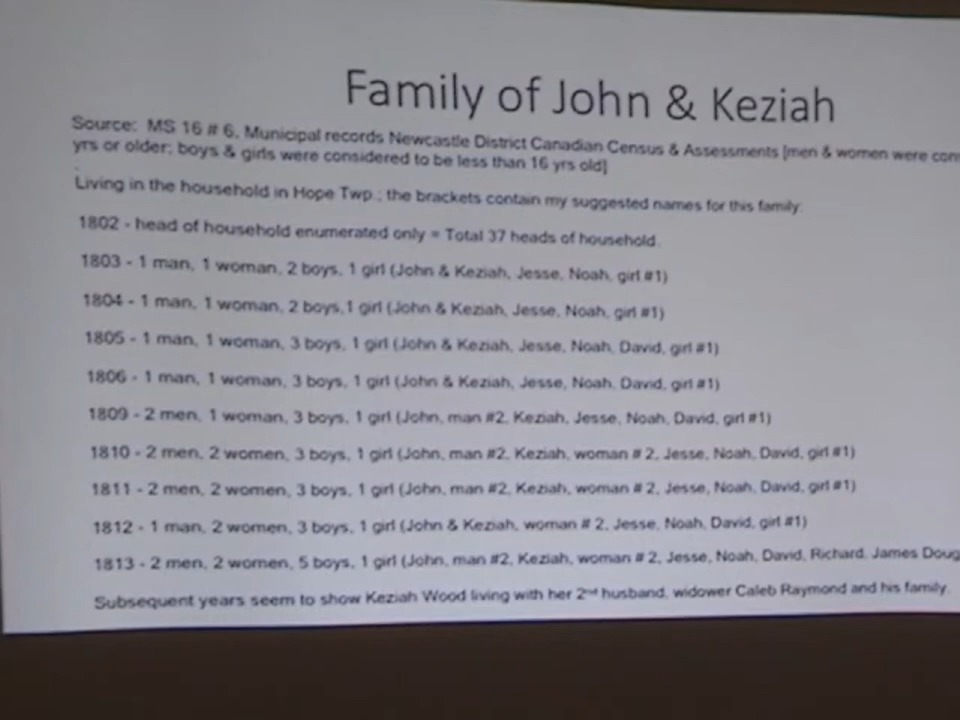 Family of John & Keziah
Source: MS 16 # 6, Municipal records Newcastle District Canadian Census & Assessments [men & women were
yrs or older; boys & girls were considered to be less than 16 yrs old]
Living in the household in Hope Twp.; the brackets contain my suggested names for this family:
1802 - head of household enumerated only = Total 37 heads of household.
1803 - 1 man, 1 woman, 2 boys, 1 girl (John & Keziah, Jesse, Noah, girl #1)
1804 - 1 man, 1 woman, 2 boys,1 girl (John & Keziah, Jesse, Noah, girl #1)
1805 - 1 man, 1 woman, 3 boys, 1 girl (John & Keziah, Jesse, Noah, David, girl #1)
1806 - 1 man, 1 woman, 3 boys, 1 girl (John & Keziah, Jesse, Noah, David, girl #1)
1809 - 2 men, 1 woman, 3 boys, 1 girl (John, man #2, Keziah, Jesse, Noah, David, girl #1)
1810 - 2 men, 2 women, 3 boys, 1 girl (John, man #2, Keziah, woman # 2, Jesse, Noah, David, girl #1)
1811 - 2 men, 2 women, 3 boys, 1 girl (John, man #2, Keziah, woman # 2, Jesse, Noah, David, girl #1)
1812 - 1 man, 2 women, 3 boys, 1 girl (John & Keziah, woman # 2, Jesse, Noah, David, girl #1)
1813 - 2 men, 2 women, 5 boys, 1 girl (John, man #2, Keziah, woman # 2, Jesse, Noah, David, Richard, James Doug
Subsequent years seem to show Keziah Wood living with her 2nd husband, widower Caleb Raymond and his family.